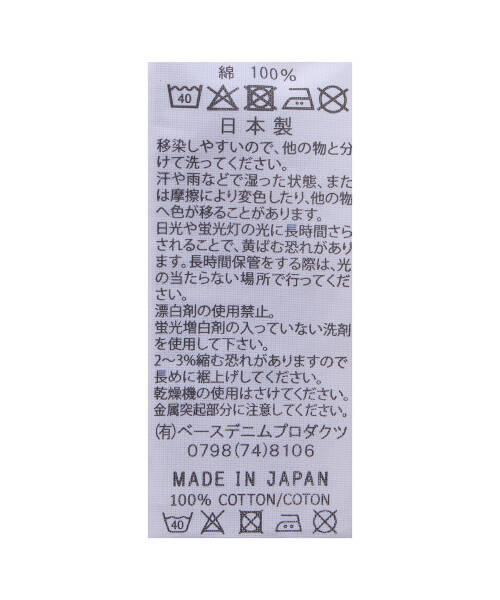 綿 100%
40
日本製
移染しやすいので、他の物と分
けて洗ってください。
汗や雨などで湿った状態、また
は摩擦により変色したり、他の物
へ色が移ることがあります。
日光や蛍光灯の光に長時間さら
されることで、黄ばむ恐れがあり
ます。長時間保管をする際は、光
の当たらない場所で行ってくだ
さい。
漂白剤の使用禁止。
蛍光増白剤の入っていない洗剤
を使用して下さい。
2〜3%縮む恐れがありますので
長めに裾上げしてください。
乾燥機の使用はさけてください。
金属突起部分に注意してください。
(有)ベースデニムプロダクツ
0798(74)8106
MADE IN JAPAN
100% COTTON/COTON
40